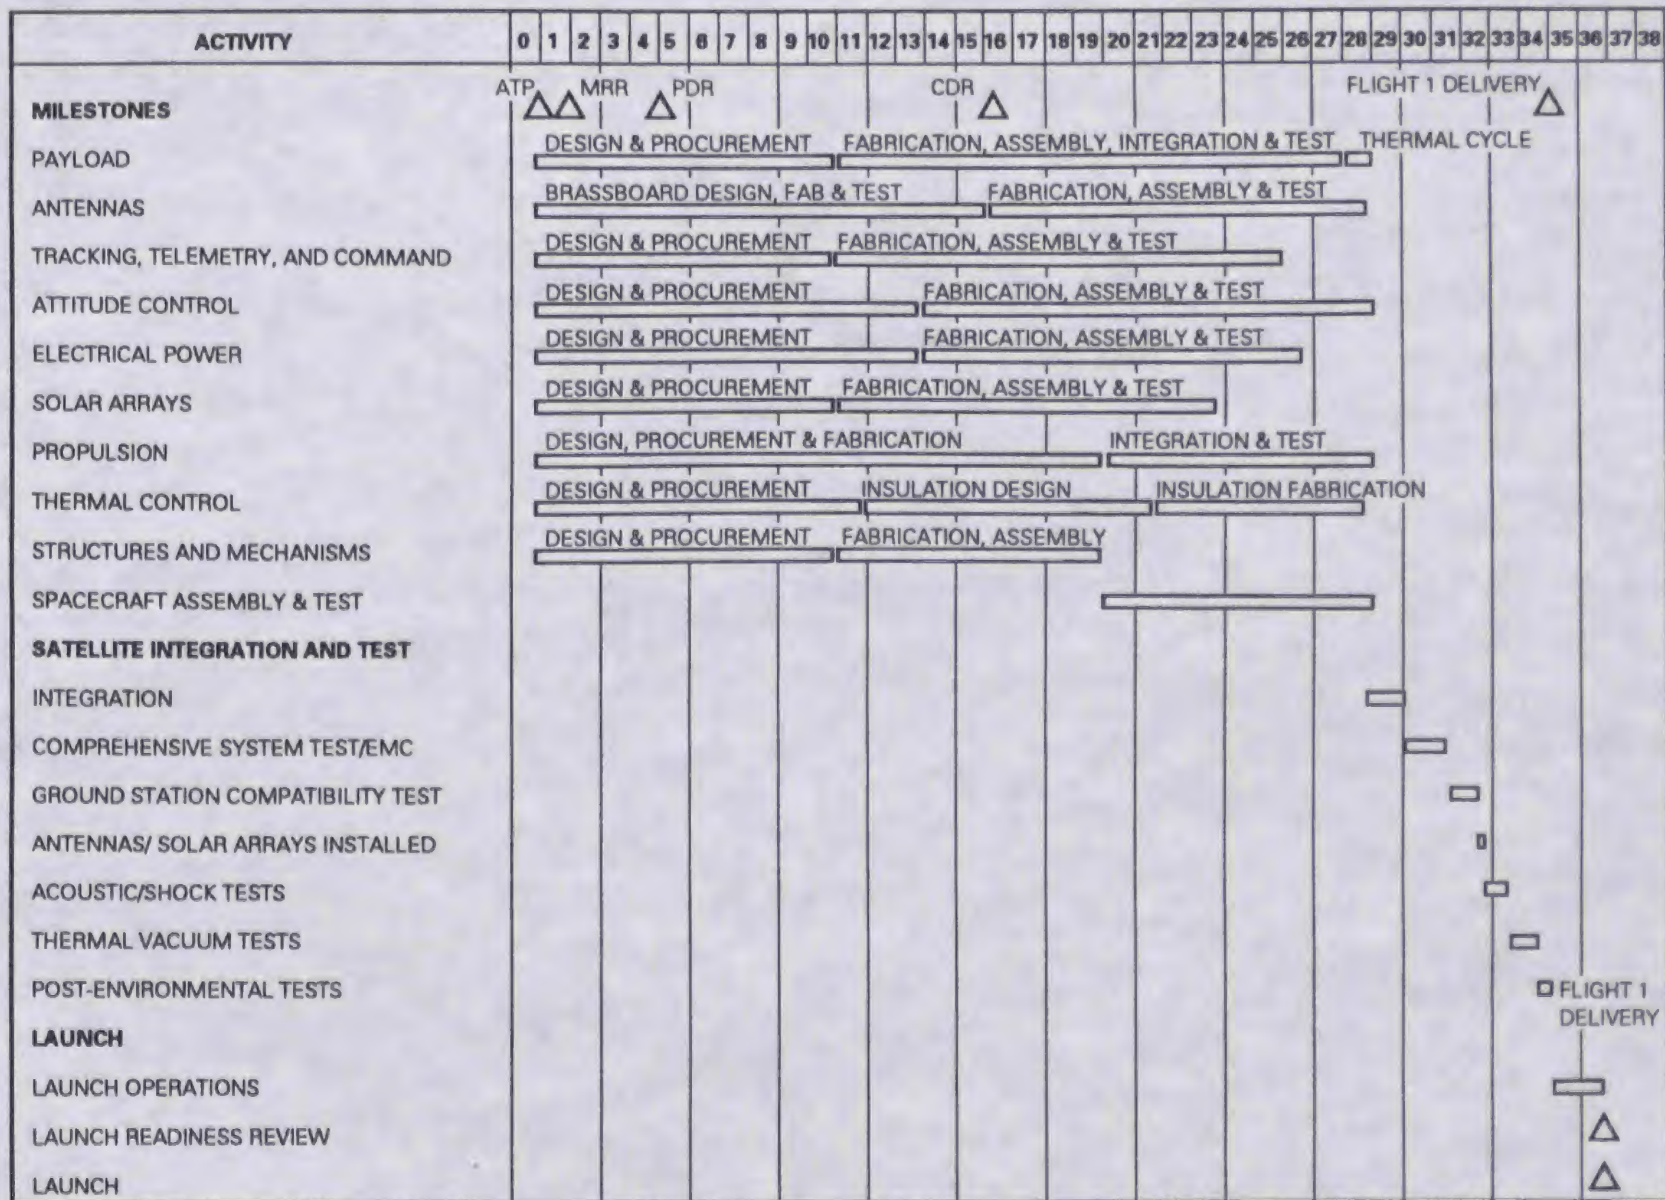 ACTIVITY 0 1 2 3 4 5 6 7 8 9 10 11 12 13 14 15 16 17 18 19 20 21 22 23 24 25 26 27 28 29 30 31 32 33 34 35 36 37 38
ATP MRR PDR CDR FLIGHT 1 DELIVERY
MILESTONES
DESIGN & PROCUREMENT FABRICATION, ASSEMBLY, INTEGRATION & TEST THERMAL CYCLE
PAYLOAD
BRASSBOARD DESIGN, FAB & TEST FABRICATION, ASSEMBLY & TEST
ANTENNAS
DESIGN & PROCUREMENT FABRICATION, ASSEMBLY & TEST
TRACKING, TELEMETRY, AND COMMAND
DESIGN & PROCUREMENT FABRICATION, ASSEMBLY & TEST
ATTITUDE CONTROL
DESIGN & PROCUREMENT FABRICATION, ASSEMBLY & TEST
ELECTRICAL POWER
DESIGN & PROCUREMENT FABRICATION, ASSEMBLY & TEST
SOLAR ARRAYS
DESIGN, PROCUREMENT & FABRICATION INTEGRATION & TEST
PROPULSION
DESIGN & PROCUREMENT INSULATION DESIGN INSULATION FABRICATION
THERMAL CONTROL
DESIGN & PROCUREMENT FABRICATION, ASSEMBLY
STRUCTURES AND MECHANISMS
SPACECRAFT ASSEMBLY & TEST
SATELLITE INTEGRATION AND TEST
INTEGRATION
COMPREHENSIVE SYSTEM TEST/EMC
GROUND STATION COMPATIBILITY TEST
ANTENNAS/ SOLAR ARRAYS INSTALLED
ACOUSTIC/SHOCK TESTS
THERMAL VACUUM TESTS
POST-ENVIRONMENTAL TESTS FLIGHT 1
DELIVERY
LAUNCH
LAUNCH OPERATIONS
LAUNCH READINESS REVIEW
LAUNCH